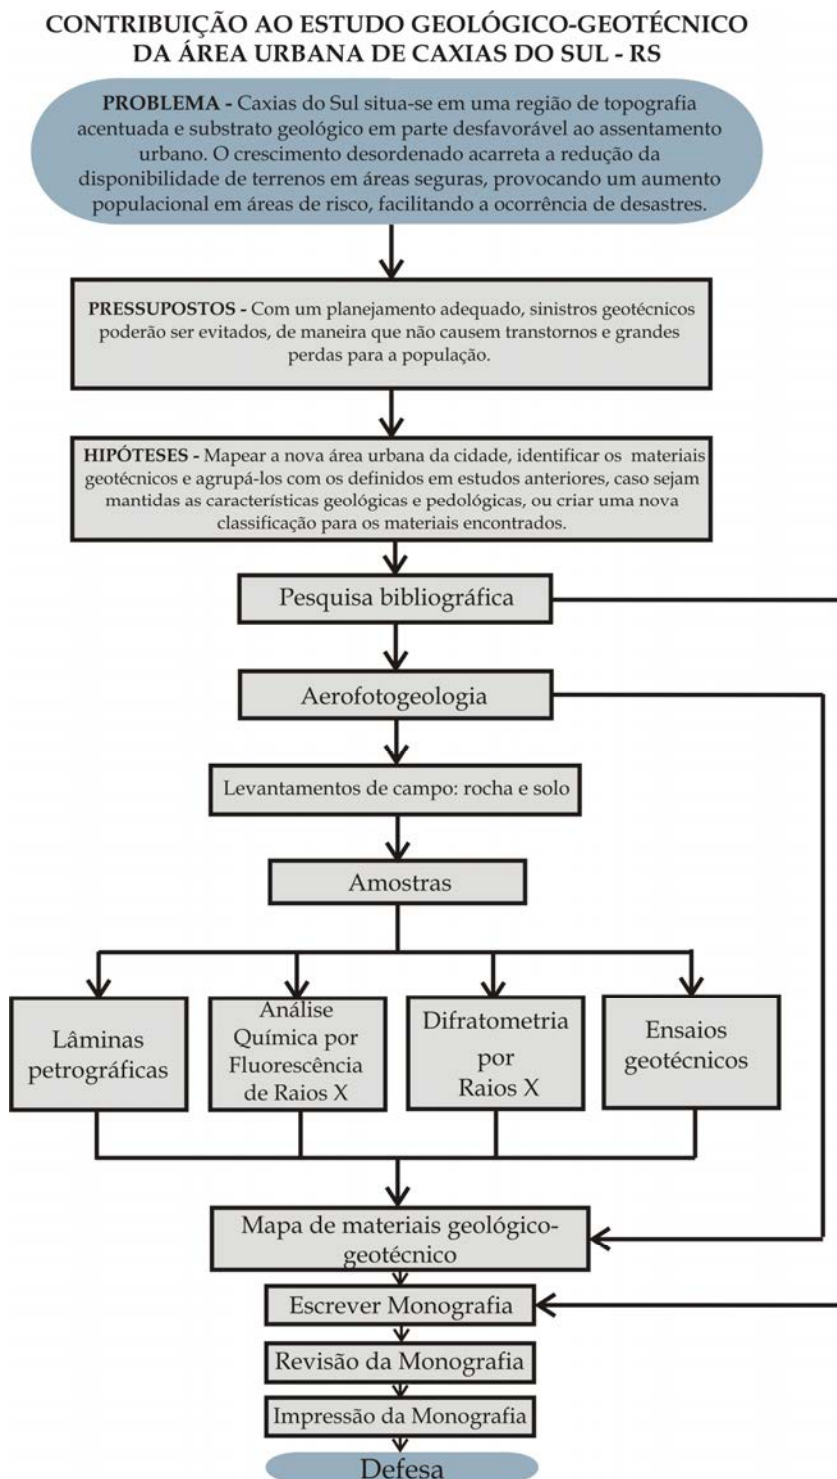 CONTRIBUIÇÃO AO ESTUDO GEOLÓGICO-GEOTÉCNICO
DA ÁREA URBANA DE CAXIAS DO SUL - RS
PROBLEMA - Caxias do Sul situa-se em uma região de topografia
acentuada e substrato geológico em parte desfavorável ao assentamento
urbano. O crescimento desordenado acarreta a redução da
disponibilidade de terrenos em áreas seguras, provocando um aumento
populacional em áreas de risco, facilitando a ocorrência de desastres.
PRESSUPOSTOS - Com um planejamento adequado, sinistros geotécnicos
poderão ser evitados, de maneira que não causem transtornos e grandes
perdas para a população.
HIPÓTESES - Mapear a nova área urbana da cidade, identificar os materiais
geotécnicos e agrupá-los com os definidos em estudos anteriores, caso sejam
mantidas as características geológicas e pedológicas, ou criar uma nova
classificação para os materiais encontrados.
Pesquisa bibliográfica
Aerofotogeologia
Levantamentos de campo: rocha e solo
Amostras
Lâminas
petrográficas
Análise
Química por
Fluorescência
de Raios X
Difratometria
por
Raios X
Ensaios
geotécnicos
Mapa de materiais geológico-
geotécnico
Escrever Monografia
Revisão da Monografia
Impressão da Monografia
Defesa